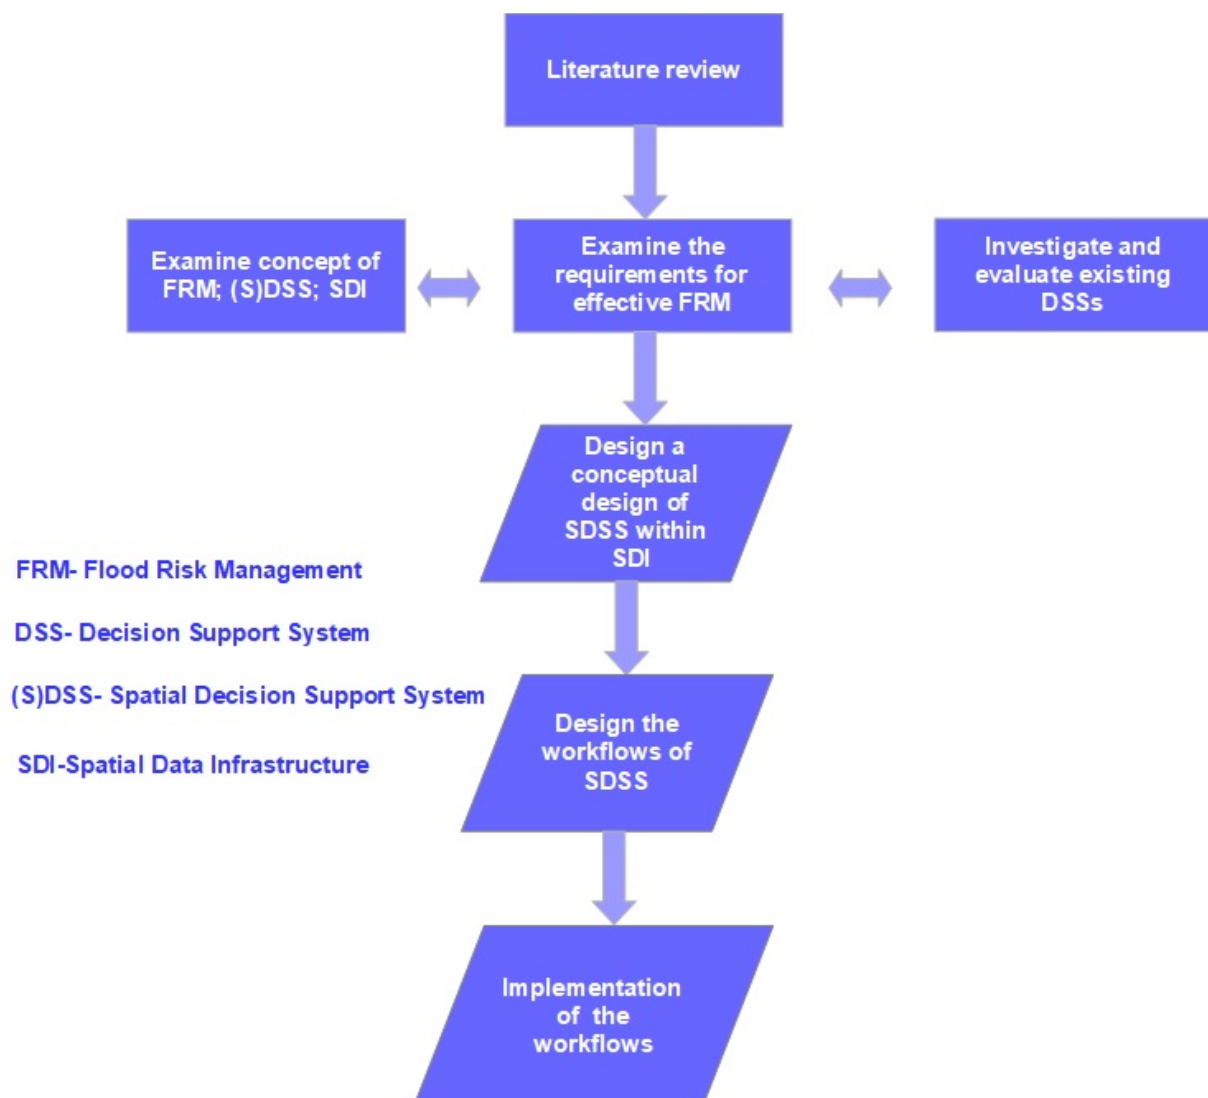 Literature review
Examine concept of
FRM; (S)DSS; SDI
Examine the
requirements for
effective FRM
Investigate and
evaluate existing
DSSs
Design a
conceptual
design of
SDSS within
SDI
FRM- Flood Risk Management
DSS- Decision Support System
(S)DSS- Spatial Decision Support System
SDI-Spatial Data Infrastructure
Design the
workflows of
SDSS
Implementation
of the
workflows